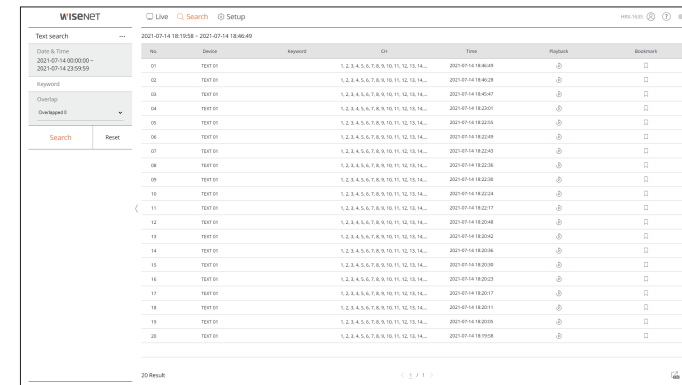 WISENET
Live Search Setup
HRX-1635
Text search ...
Date & Time
2021-07-14 00:00:00 ~
2021-07-14 23:59:59
Keyword
Overlap
Overlapped 0
Search Reset
2021-07-14 18:19:58 ~ 2021-07-14 18:46:49
No. Device Keyword CH Time Playback Bookmark
01 TEXT 01 1, 2, 3, 4, 5, 6, 7, 8, 9, 10, 11, 12, 13, 14,... 2021-07-14 18:46:49
02 TEXT 01 1, 2, 3, 4, 5, 6, 7, 8, 9, 10, 11, 12, 13, 14,... 2021-07-14 18:46:28
03 TEXT 01 1, 2, 3, 4, 5, 6, 7, 8, 9, 10, 11, 12, 13, 14,... 2021-07-14 18:45:47
04 TEXT 01 1, 2, 3, 4, 5, 6, 7, 8, 9, 10, 11, 12, 13, 14,... 2021-07-14 18:23:01
05 TEXT 01 1, 2, 3, 4, 5, 6, 7, 8, 9, 10, 11, 12, 13, 14,... 2021-07-14 18:22:55
06 TEXT 01 1, 2, 3, 4, 5, 6, 7, 8, 9, 10, 11, 12, 13, 14,... 2021-07-14 18:22:49
07 TEXT 01 1, 2, 3, 4, 5, 6, 7, 8, 9, 10, 11, 12, 13, 14,... 2021-07-14 18:22:43
08 TEXT 01 1, 2, 3, 4, 5, 6, 7, 8, 9, 10, 11, 12, 13, 14,... 2021-07-14 18:22:36
09 TEXT 01 1, 2, 3, 4, 5, 6, 7, 8, 9, 10, 11, 12, 13, 14,... 2021-07-14 18:22:30
10 TEXT 01 1, 2, 3, 4, 5, 6, 7, 8, 9, 10, 11, 12, 13, 14,... 2021-07-14 18:22:24
11 TEXT 01 1, 2, 3, 4, 5, 6, 7, 8, 9, 10, 11, 12, 13, 14,... 2021-07-14 18:22:17
12 TEXT 01 1, 2, 3, 4, 5, 6, 7, 8, 9, 10, 11, 12, 13, 14,... 2021-07-14 18:20:48
13 TEXT 01 1, 2, 3, 4, 5, 6, 7, 8, 9, 10, 11, 12, 13, 14,... 2021-07-14 18:20:42
14 TEXT 01 1, 2, 3, 4, 5, 6, 7, 8, 9, 10, 11, 12, 13, 14,... 2021-07-14 18:20:36
15 TEXT 01 1, 2, 3, 4, 5, 6, 7, 8, 9, 10, 11, 12, 13, 14,... 2021-07-14 18:20:30
16 TEXT 01 1, 2, 3, 4, 5, 6, 7, 8, 9, 10, 11, 12, 13, 14,... 2021-07-14 18:20:23
17 TEXT 01 1, 2, 3, 4, 5, 6, 7, 8, 9, 10, 11, 12, 13, 14,... 2021-07-14 18:20:17
18 TEXT 01 1, 2, 3, 4, 5, 6, 7, 8, 9, 10, 11, 12, 13, 14,... 2021-07-14 18:20:11
19 TEXT 01 1, 2, 3, 4, 5, 6, 7, 8, 9, 10, 11, 12, 13, 14,... 2021-07-14 18:20:05
20 TEXT 01 1, 2, 3, 4, 5, 6, 7, 8, 9, 10, 11, 12, 13, 14,... 2021-07-14 18:19:58
20 Result < 1 / 1 >